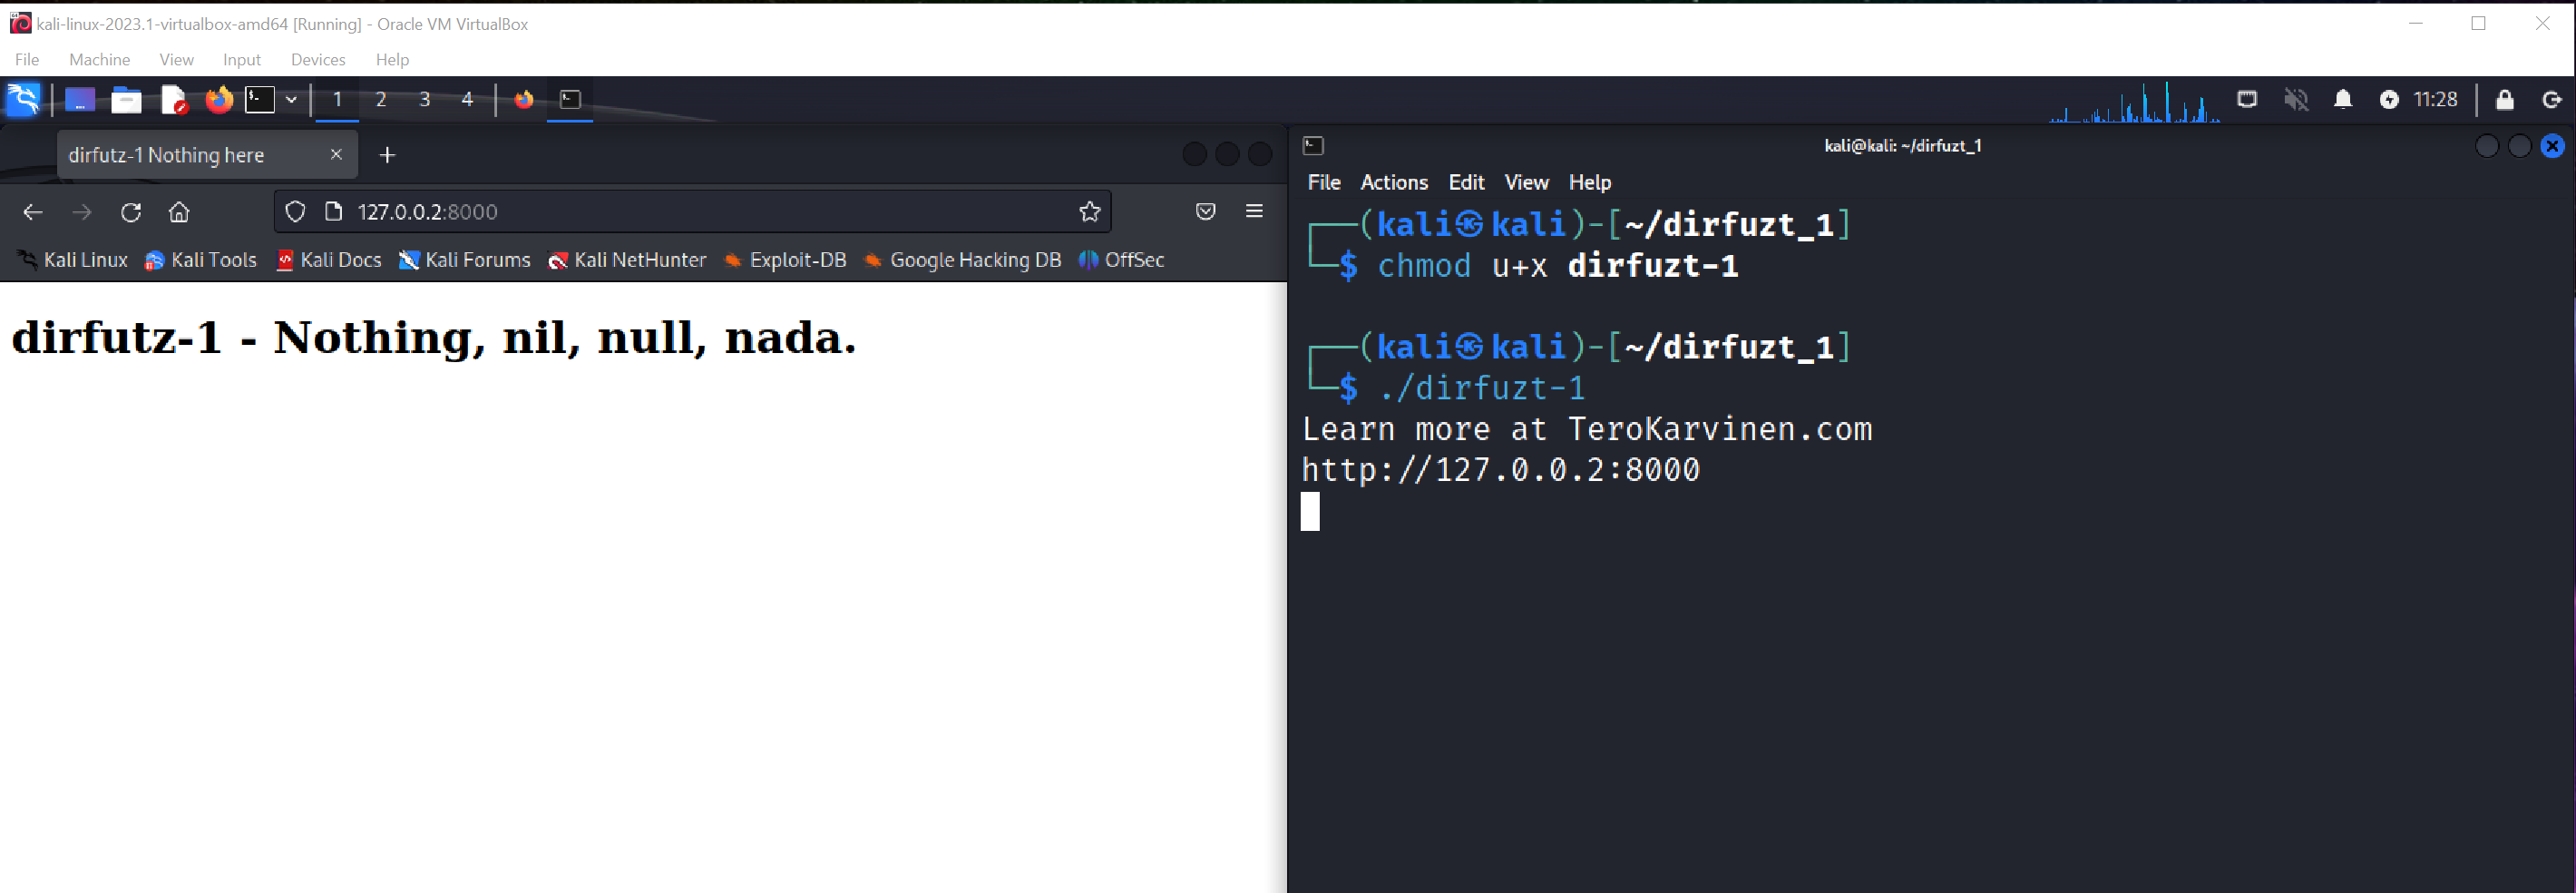 kali-linux-2023.1-virtualbox-amd64 [Running] - Oracle VM VirtualBox
File Machine View Input Devices Help
1 2 3 4 11:28
dirfutz-1 Nothing here
127.0.0.2:8000
Kali Linux Kali Tools Kali Docs Kali Forums Kali NetHunter Exploit-DB Google Hacking DB OffSec
dirfutz-1 - Nothing, nil, null, nada.
kali@kali: ~/dirfuzt_1
File Actions Edit View Help
┌──(kali㉿kali)-[~/dirfuzt_1]
└─$ chmod u+x dirfuzt-1
┌──(kali㉿kali)-[~/dirfuzt_1]
└─$ ./dirfuzt-1
Learn more at TeroKarvinen.com
http://127.0.0.2:8000